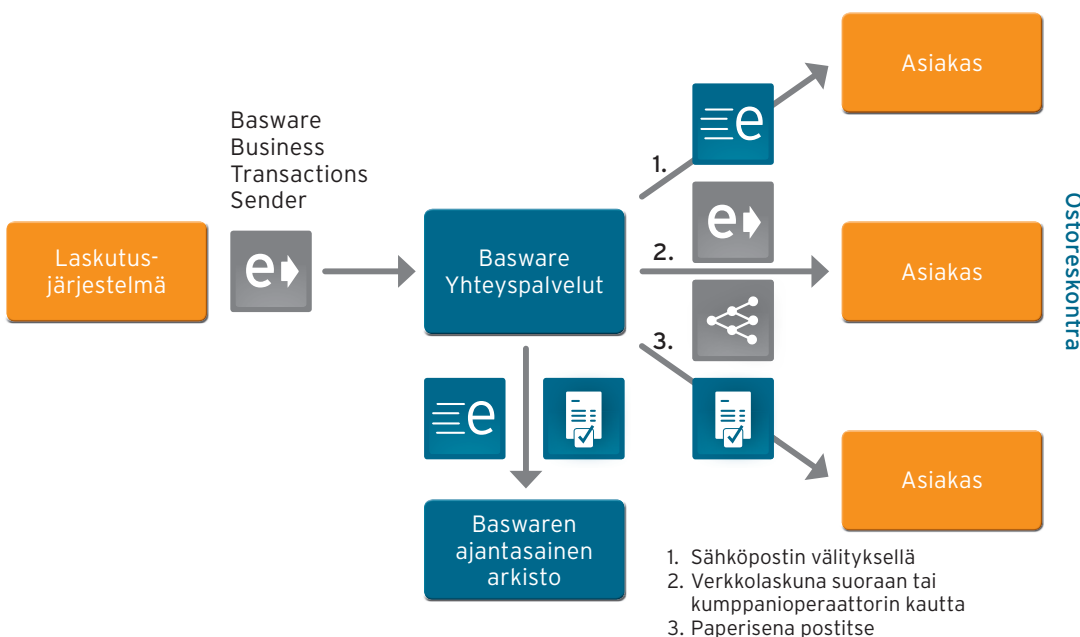 Basware
Business
Transactions
Sender
Laskutus-
järjestelmä
e
Basware
Yhteyspalvelut
1.
e
Asiakas
2.
e
Asiakas
3.
Asiakas
Ostoreskontra
e
Baswaren
ajantasainen
arkisto
1. Sähköpostin välityksellä
2. Verkkolaskuna suoraan tai
kumppanioperaattorin kautta
3. Paperisena postitse